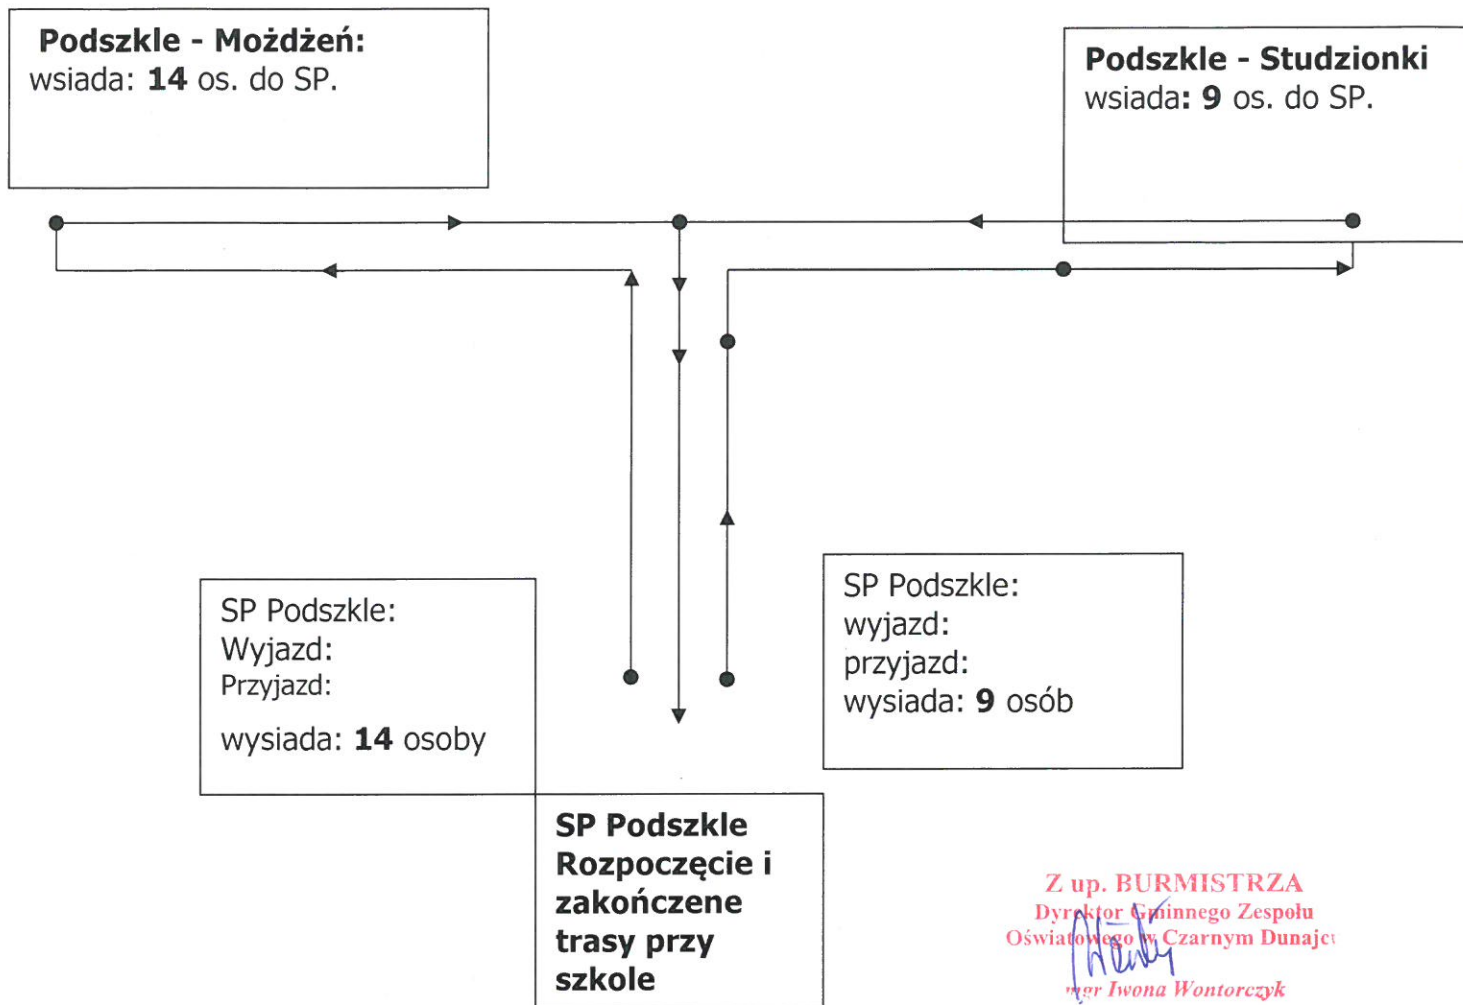 Podszkle - Możdżeń:
wsiada: 14 os. do SP.
Podszkle - Studzionki
wsiada: 9 os. do SP.
SP Podszkle:
Wyjazd:
Przyjazd:
wysiada: 14 osoby
SP Podszkle:
wyjazd:
przyjazd:
wysiada: 9 osób
SP Podszkle
Rozpoczęcie i
zakończene
trasy przy
szkole
Z up. BURMISTRZA
Dyrektor Gminnego Zespołu
Oświatowego w Czarnym Dunajcu
mgr Iwona Wontorczyk